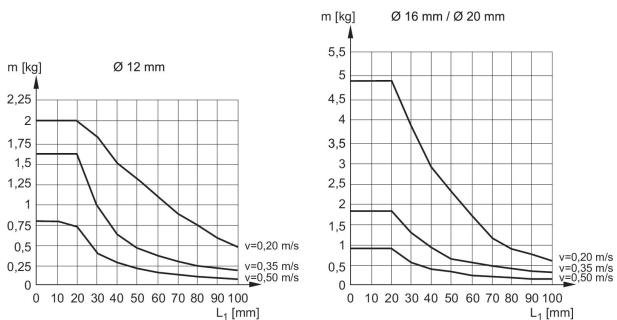 m [kg]
Ø 12 mm
2,25
2
1,75
1,5
1,25
1
0,75
0,5
0,25
0
v=0,20 m/s
v=0,35 m/s
v=0,50 m/s
0 10 20 30 40 50 60 70 80 90 100
L1 [mm]
m [kg]
Ø 16 mm / Ø 20 mm
5,5
5
4,5
4
3,5
3
2,5
2
1,5
1
0,5
0
v=0,20 m/s
v=0,35 m/s
v=0,50 m/s
0 10 20 30 40 50 60 70 80 90 100
L1 [mm]